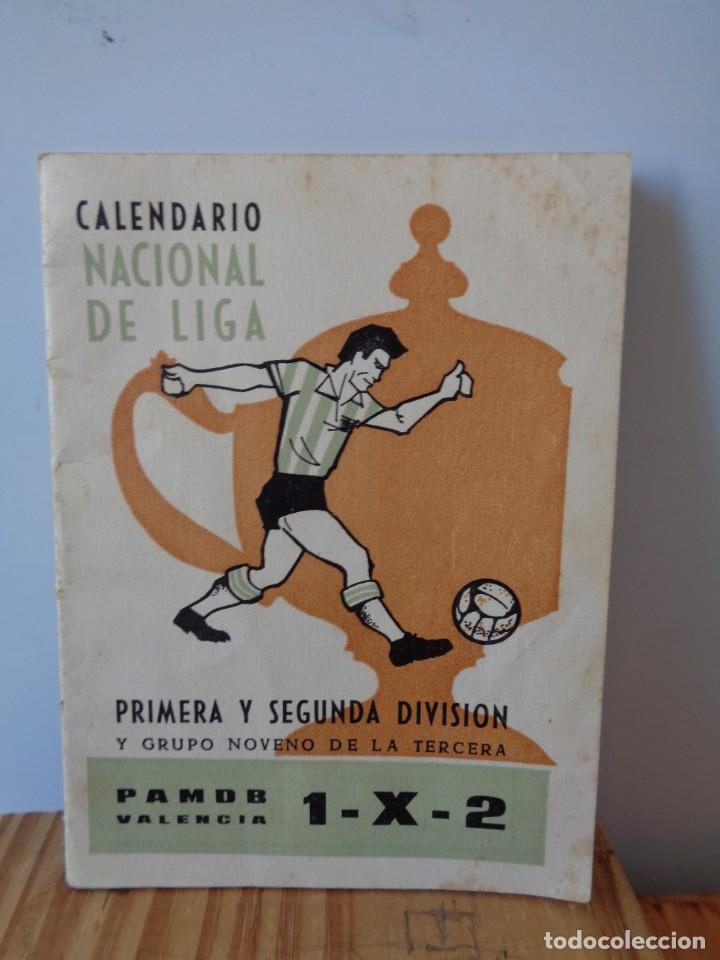 CALENDARIO
NACIONAL
DE LIGA
PRIMERA Y SEGUNDA DIVISION
Y GRUPO NOVENO DE LA TERCERA
PAMDB
VALENCIA
1-X-2
todocoleccion